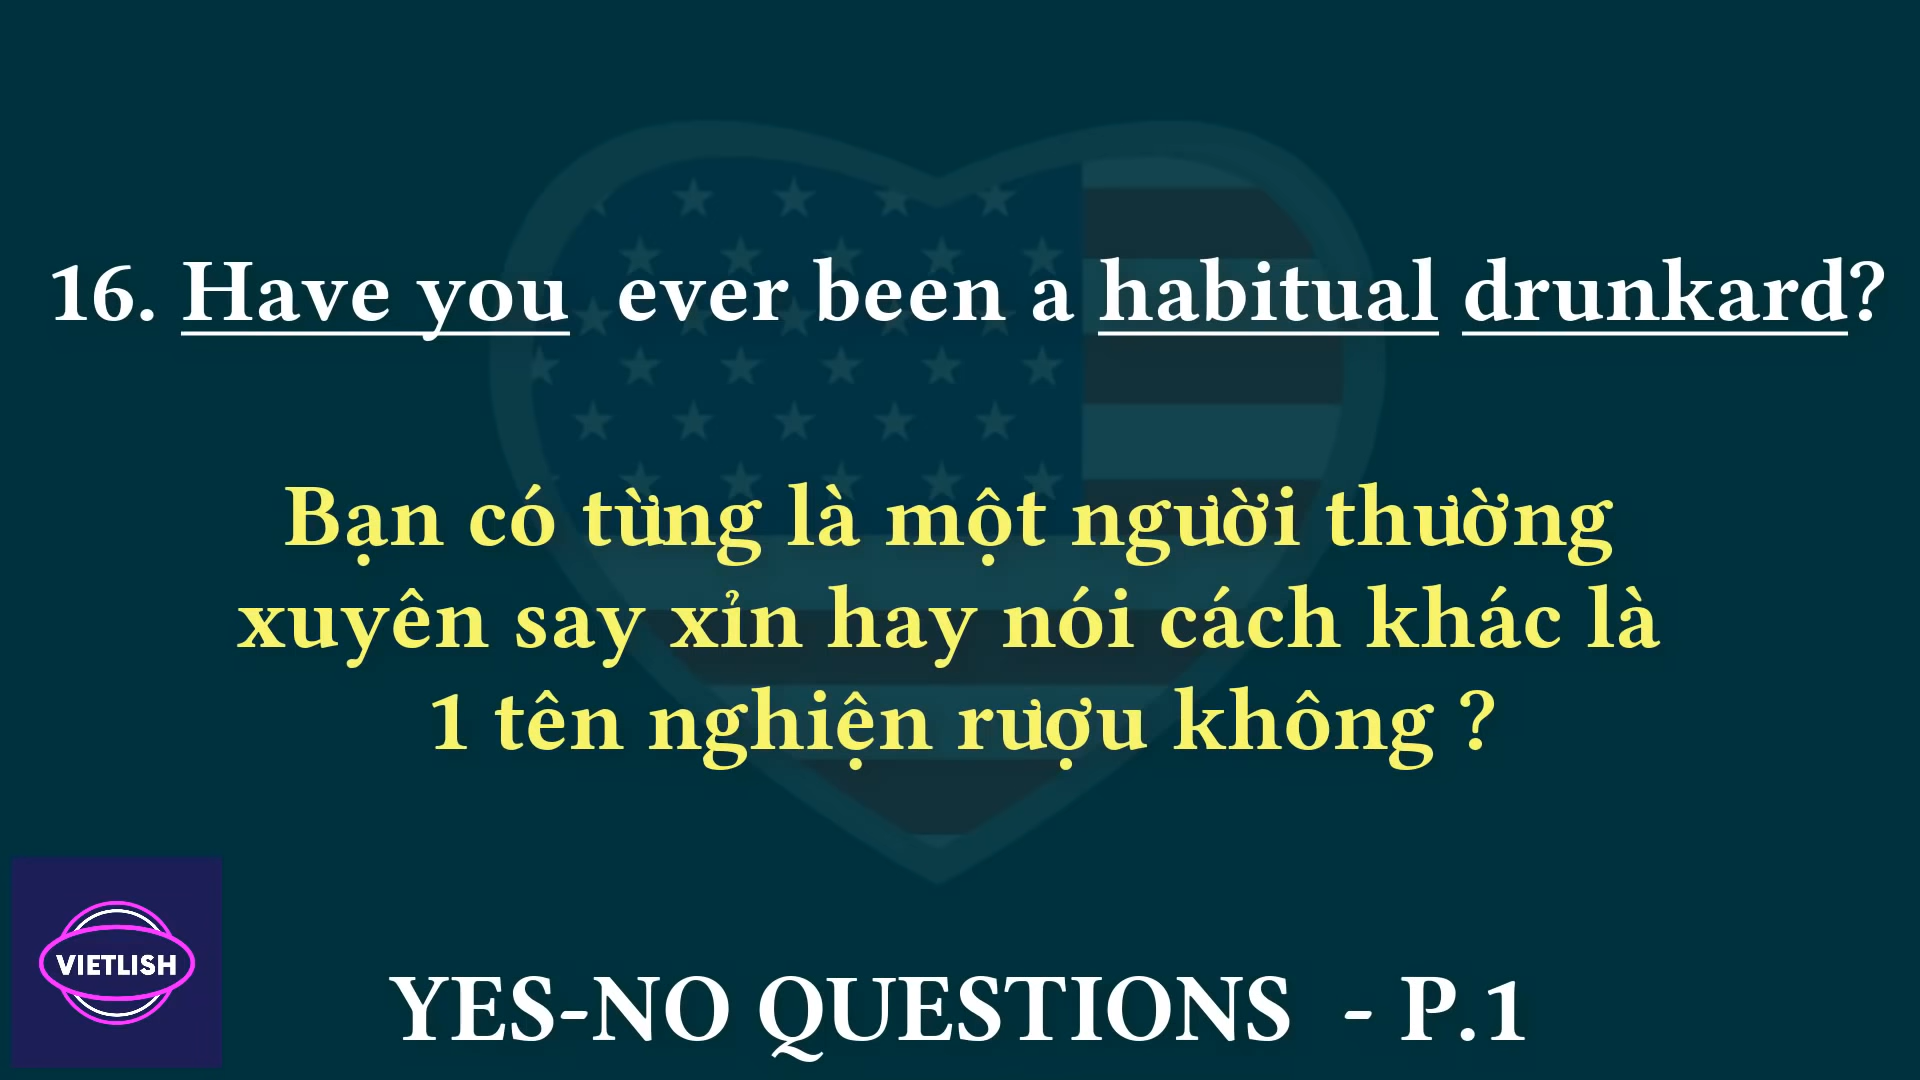 16. Have you ever been a habitual drunkard?
Bạn có từng là một người thường
xuyên say xỉn hay nói cách khác là
1 tên nghiện rượu không ?
VIETLISH
YES-NO QUESTIONS - P.1